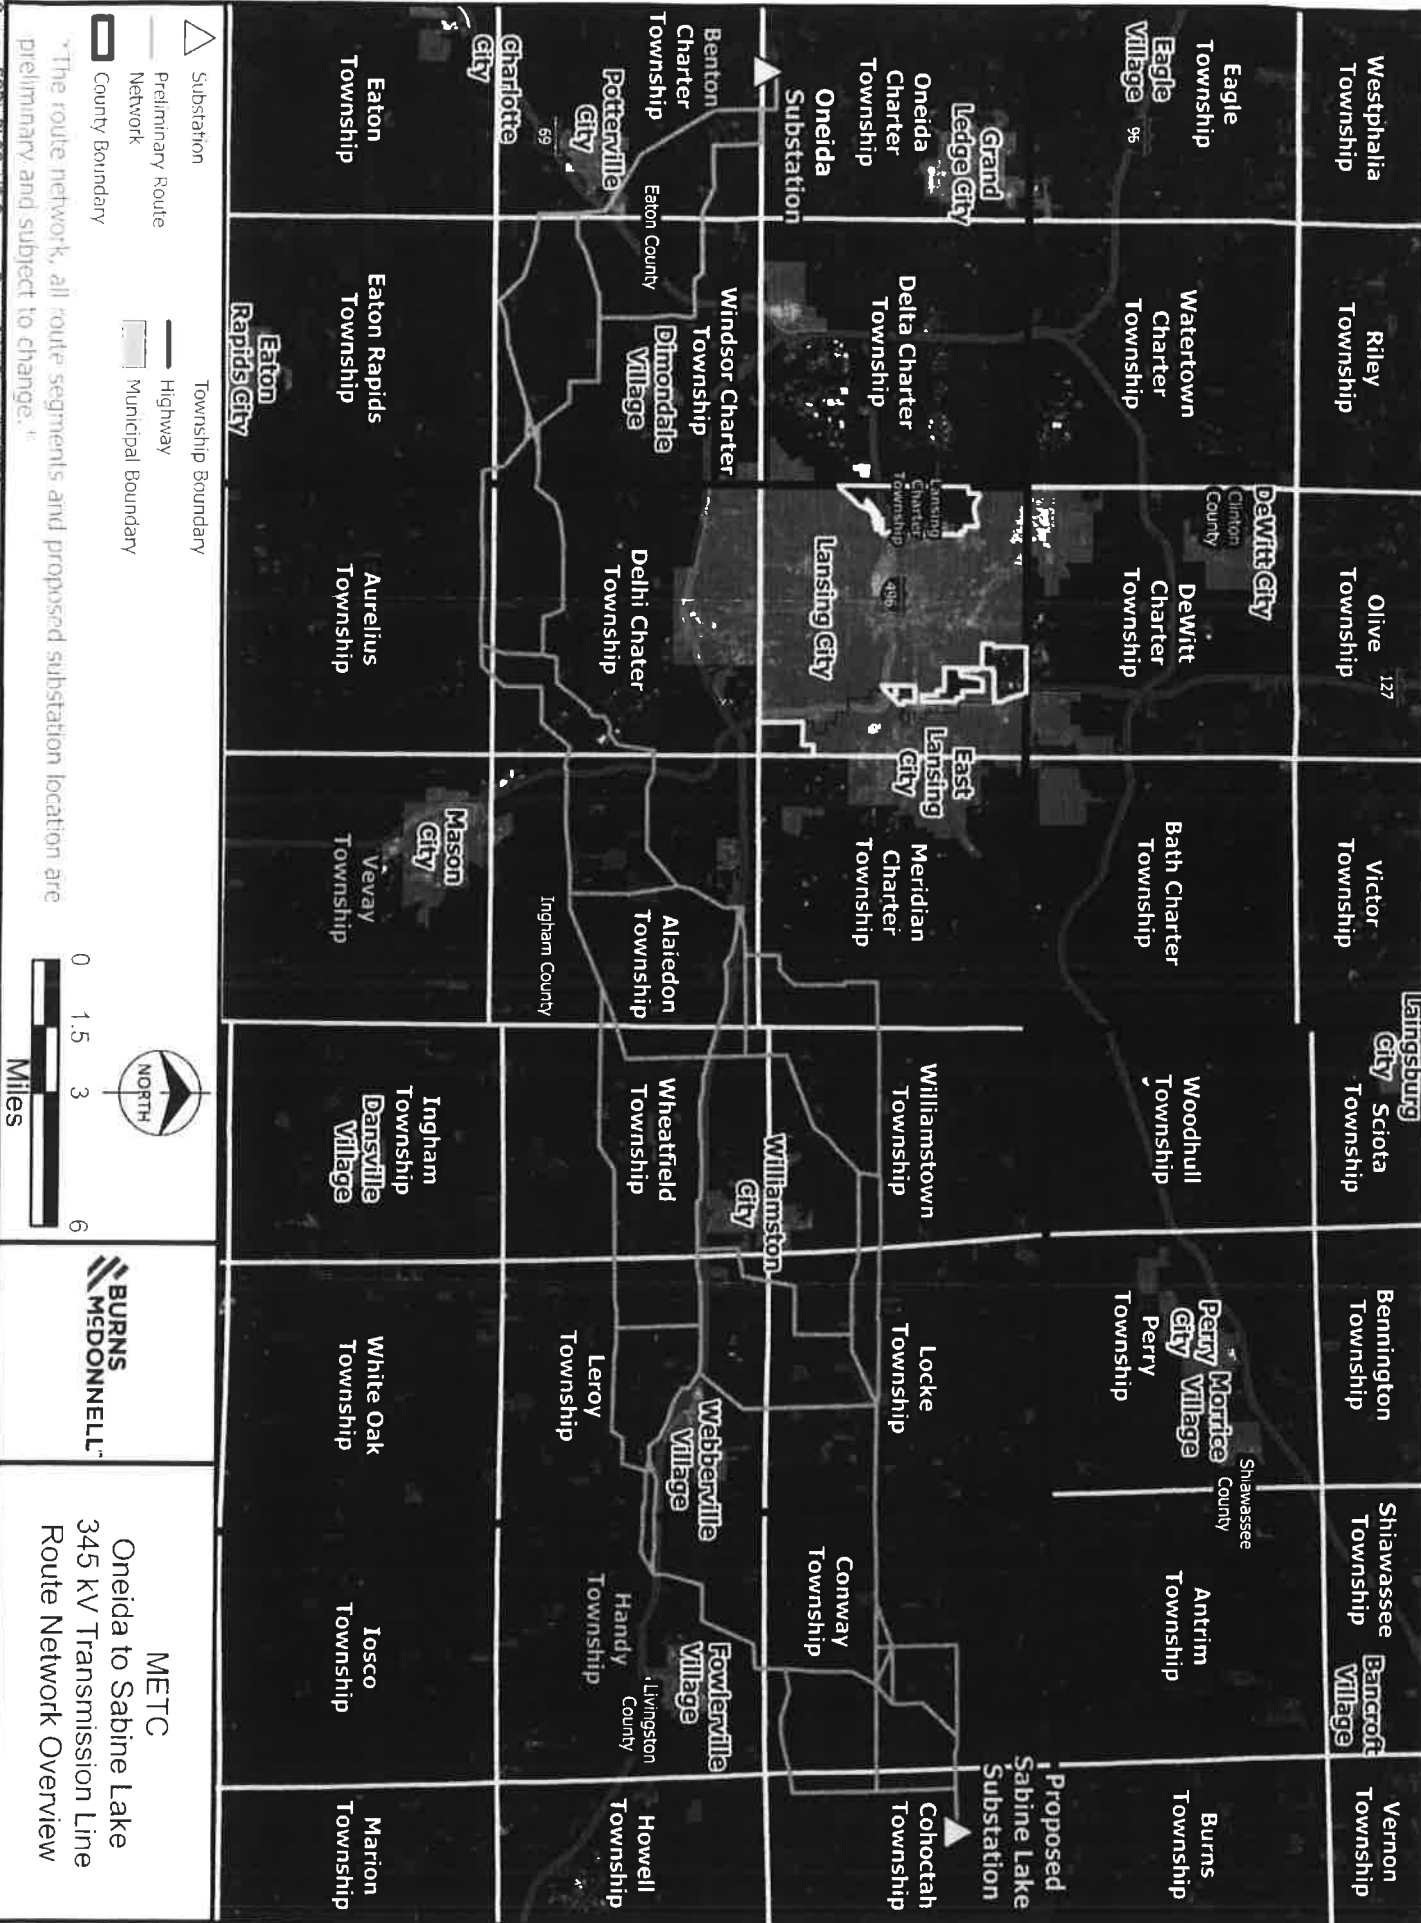 Westphalia
Township
Riley
Township
Olive
Township
127
Victor
Township
Laingsburg
City
Sciota
Township
Bennington
Township
Shiawassee
Township
Bancroft
Village
Vernon
Township
Eagle
Township
Eagle
Village
96
Watertown
Charter
Township
DeWitt City
Clinton
County
DeWitt
Charter
Township
Bath Charter
Township
Woodhull
Township
Perry
City
Morrice
Village
Perry
Township
Shiawassee
County
Antrim
Township
Burns
Township
Grand
Ledge City
Oneida
Charter
Township
Oneida
Substation
Delta Charter
Township
Lansing
Charter
Township
496
Lansing City
East
Lansing
City
Meridian
Charter
Township
Williamstown
Township
Williamston
City
Locke
Township
Conway
Township
Proposed
Sabine Lake
Substation
Cohoctah
Township
Benton
Charter
Township
Potterville
City
69
Charlotte
City
Eaton County
Windsor Charter
Township
Dimondale
Village
Delhi Chater
Township
Alaiedon
Township
Ingham County
Wheatfield
Township
Leroy
Township
Webberville
Village
Handy
Township
Fowlerville
Village
Livingston
County
Howell
Township
Eaton
Township
Eaton Rapids
Township
Eaton
Rapids City
Aurelius
Township
Mason
City
Vevay
Township
Ingham
Township
Dansville
Village
White Oak
Township
Iosco
Township
Marion
Township
Substation
Preliminary Route
Network
County Boundary
Township Boundary
Highway
Municipal Boundary
*The route network, all route segments and proposed substation location are
preliminary and subject to change.*
NORTH
0 1.5 3 6
Miles
BURNS
McDONNELL
METC
Oneida to Sabine Lake
345 kV Transmission Line
Route Network Overview